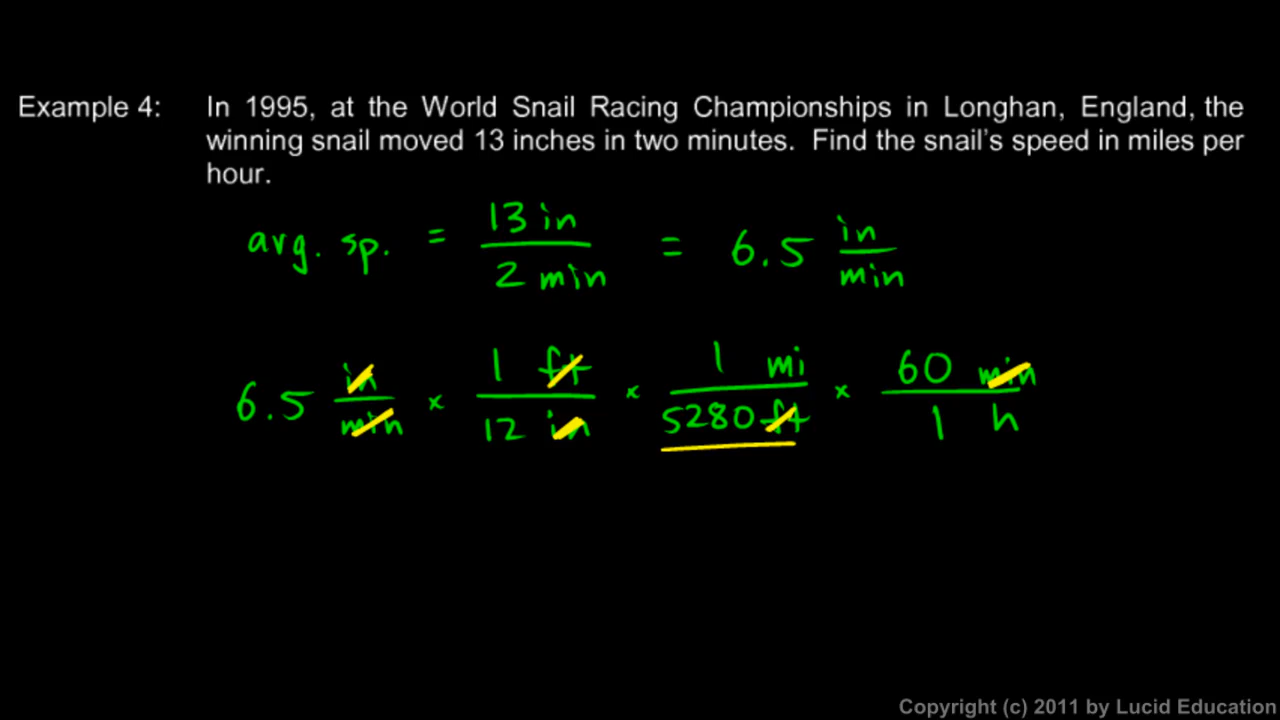 Example 4: In 1995, at the World Snail Racing Championships in Longhan, England, the
winning snail moved 13 inches in two minutes. Find the snail's speed in miles per
hour.
avg. sp. = 13 in / 2 min = 6.5 in / min
6.5 in / min × 1 ft / 12 in × 1 mi / 5280 ft × 60 min / 1 h
Copyright (c) 2011 by Lucid Education